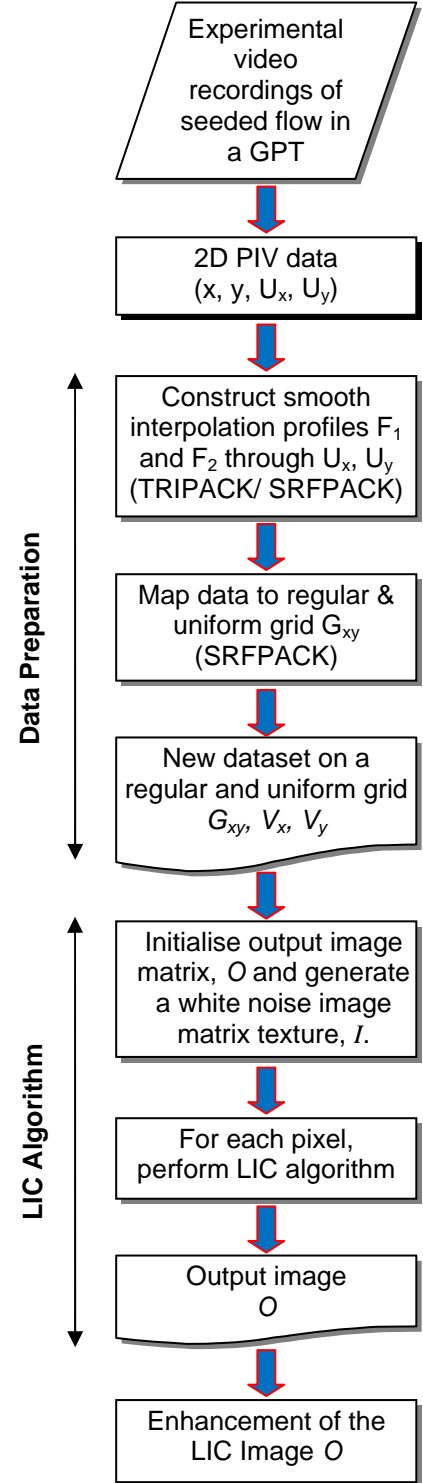 Experimental
video
recordings of
seeded flow in
a GPT
2D PIV data
(x, y, Ux, Uy)
Data Preparation
Construct smooth
interpolation profiles F1
and F2 through Ux, Uy
(TRIPACK/ SRFPACK)
Map data to regular &
uniform grid Gxy
(SRFPACK)
New dataset on a
regular and uniform grid
Gxy, Vx, Vy
LIC Algorithm
Initialise output image
matrix, O and generate
a white noise image
matrix texture, I.
For each pixel,
perform LIC algorithm
Output image
O
Enhancement of the
LIC Image O